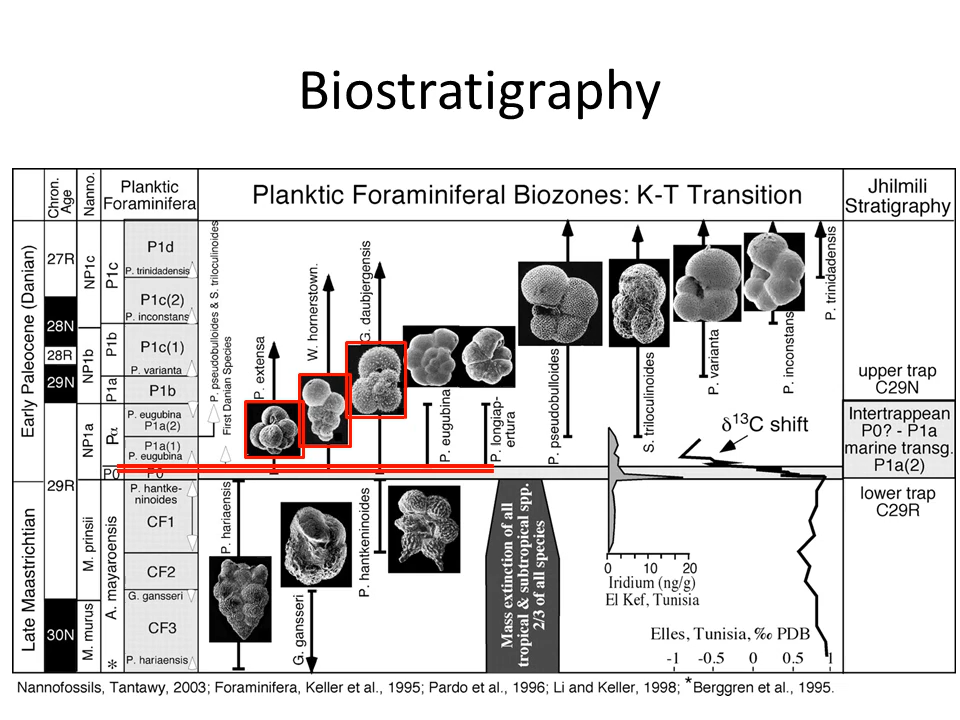 Biostratigraphy
Chron.
Age
Nanno.
Planktic
Foraminifera
Planktic Foraminiferal Biozones: K-T Transition
Jhilmili
Stratigraphy
Early Paleocene (Danian)
Late Maastrichtian
27R
28N
28R
29N
29R
30N
NP1c
NP1b
NP1a
M. prinsii
M. murus
P1c
P1b
P1a
Pα
P0
A. mayaroensis
*
P1d
P. trinidadensis
P1c(2)
P. inconstans
P1c(1)
P. varianta
P1b
P. eugubina
P1a(2)
P1a(1)
P. eugubina
P0
P. hantke-
ninoides
CF1
CF2
G. gansseri
CF3
P. hariaensis
P. pseudobulloides & S. triloculinoides
First Danian Species
P. extensa
W. hornerstown.
G. daubjergensis
P. eugubina
P. longiap-
ertura
P. pseudobulloides
S. triloculinoides
P. varianta
P. inconstans
P. trinidadensis
P. hariaensis
G. gansseri
P. hantkeninoides
Mass extinction of all
tropical & subtropical spp.
2/3 of all species
δ13C shift
0 10 20
Iridium (ng/g)
El Kef, Tunisia
Elles, Tunisia, ‰ PDB
-1 -0.5 0 0.5 1
upper trap
C29N
Intertrappean
P0? - P1a
marine transg.
P1a(2)
lower trap
C29R
Nannofossils, Tantawy, 2003; Foraminifera, Keller et al., 1995; Pardo et al., 1996; Li and Keller, 1998; *Berggren et al., 1995.